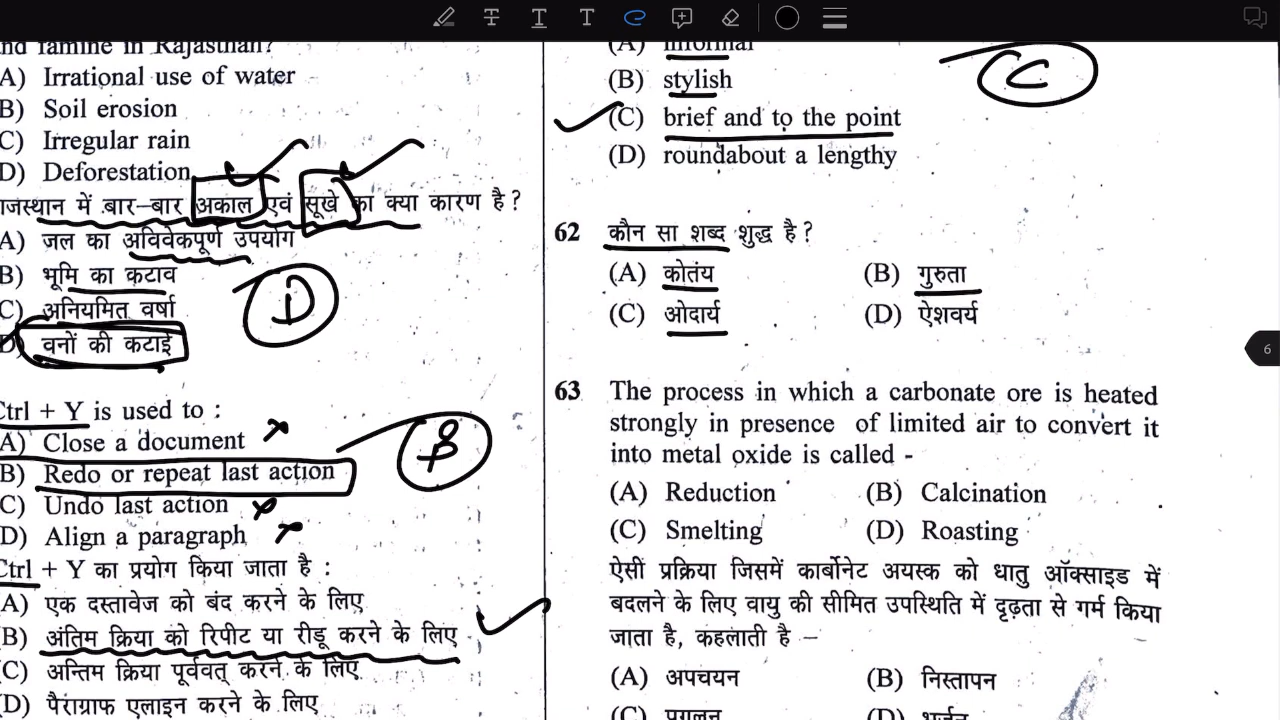 nd famine in Rajasthan?
A) Irrational use of water
B) Soil erosion
C) Irregular rain
D) Deforestation
ाजस्थान में बार-बार अकाल एवं सूखे का क्या कारण है?
A) जल का अविवेकपूर्ण उपयोग
B) भूमि का कटाव
C) अनियमित वर्षा
D) वनों की कटाई
D
Ctrl + Y is used to :
A) Close a document
B) Redo or repeat last action
C) Undo last action
D) Align a paragraph
B
Ctrl + Y का प्रयोग किया जाता है :
A) एक दस्तावेज को बंद करने के लिए
B) अंतिम क्रिया को रिपीट या रीडू करने के लिए
C) अन्तिम क्रिया पूर्ववत् करने के लिए
D) पैराग्राफ एलाइन करने के लिए
(A) informal
(B) stylish
(C) brief and to the point
(D) roundabout a lengthy
C
62 कौन सा शब्द शुद्ध है?
(A) कोतंय (B) गुरुता
(C) ओदार्य (D) ऐशवर्य
63 The process in which a carbonate ore is heated
strongly in presence of limited air to convert it
into metal oxide is called -
(A) Reduction (B) Calcination
(C) Smelting (D) Roasting
ऐसी प्रक्रिया जिसमें कार्बोनेट अयस्क को धातु ऑक्साइड में
बदलने के लिए वायु की सीमित उपस्थिति में दृढ़ता से गर्म किया
जाता है, कहलाती है –
(A) अपचयन (B) निस्तापन
(C) प्रगलन (D) भर्जन
6